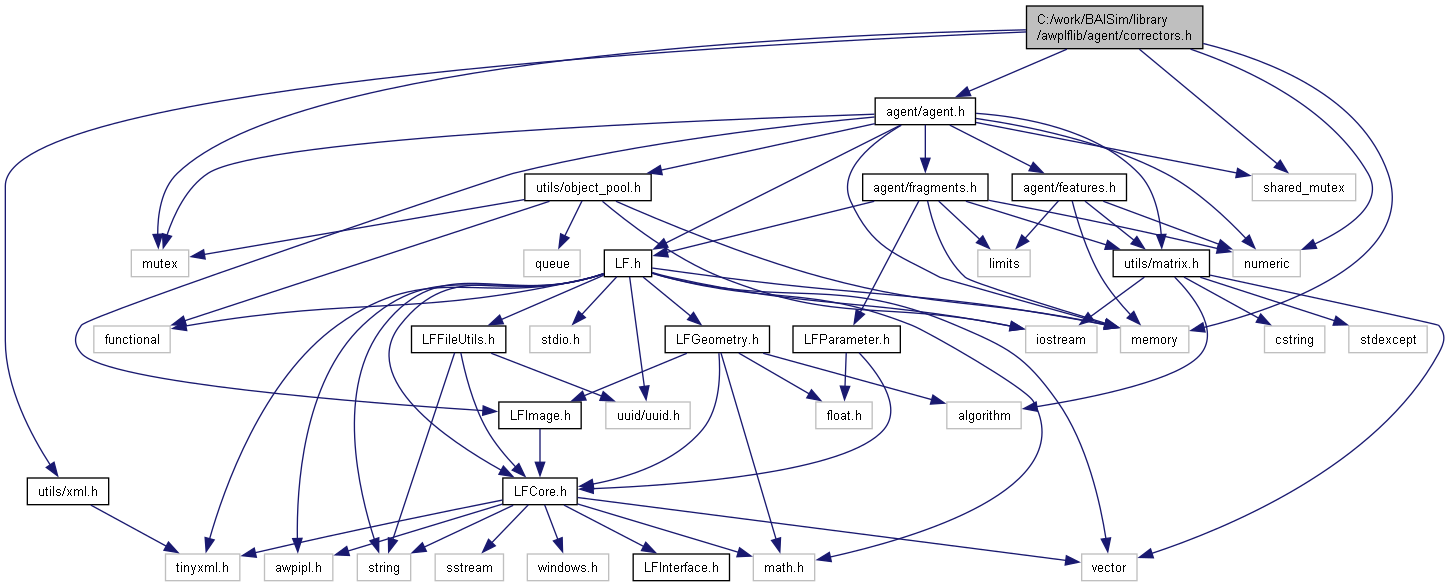 C:/work/BAISim/library
/awplflib/agent/correctors.h
agent/agent.h
utils/object_pool.h
agent/fragments.h
agent/features.h
shared_mutex
mutex
queue
LF.h
limits
utils/matrix.h
numeric
functional
LFFileUtils.h
stdio.h
LFGeometry.h
LFParameter.h
iostream
memory
cstring
stdexcept
LFImage.h
uuid/uuid.h
float.h
algorithm
utils/xml.h
LFCore.h
tinyxml.h
awpipl.h
string
sstream
windows.h
LFInterface.h
math.h
vector